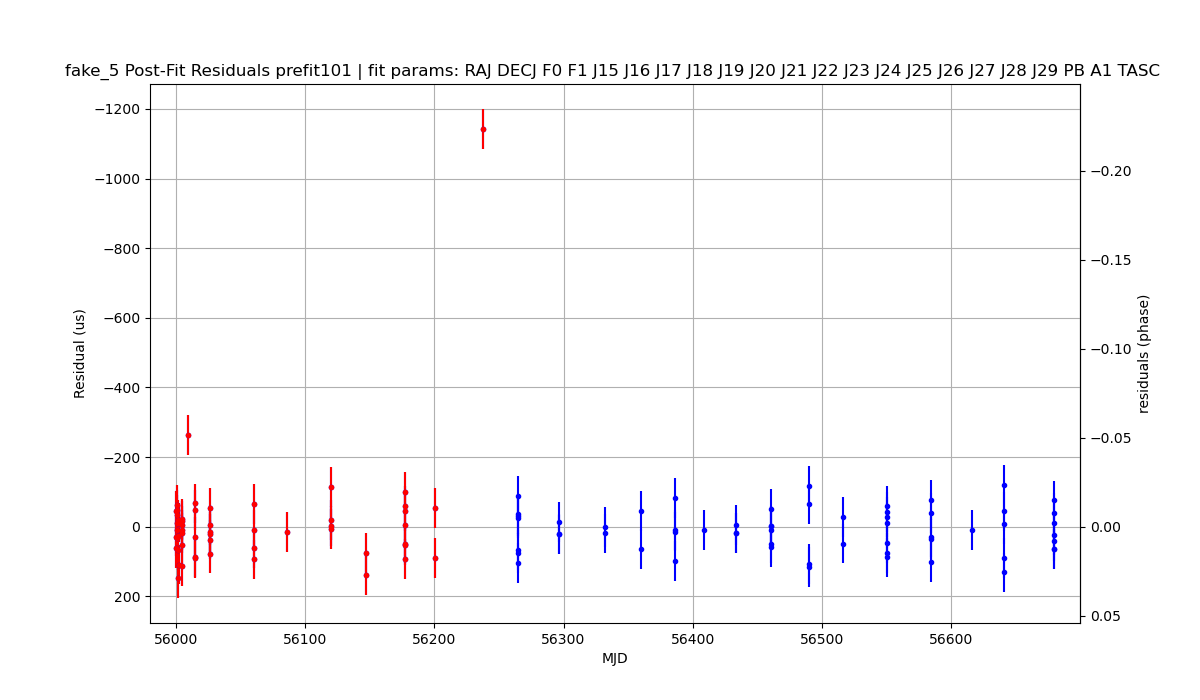 fake_5 Post-Fit Residuals prefit101 | fit params: RAJ DECJ F0 F1 J15 J16 J17 J18 J19 J20 J21 J22 J23 J24 J25 J26 J27 J28 J29 PB A1 TASC
−1200
−1000
−800
−600
−400
−200
0
200
Residual (us)
−0.20
−0.15
−0.10
−0.05
0.00
0.05
residuals (phase)
56000 56100 56200 56300 56400 56500 56600
MJD